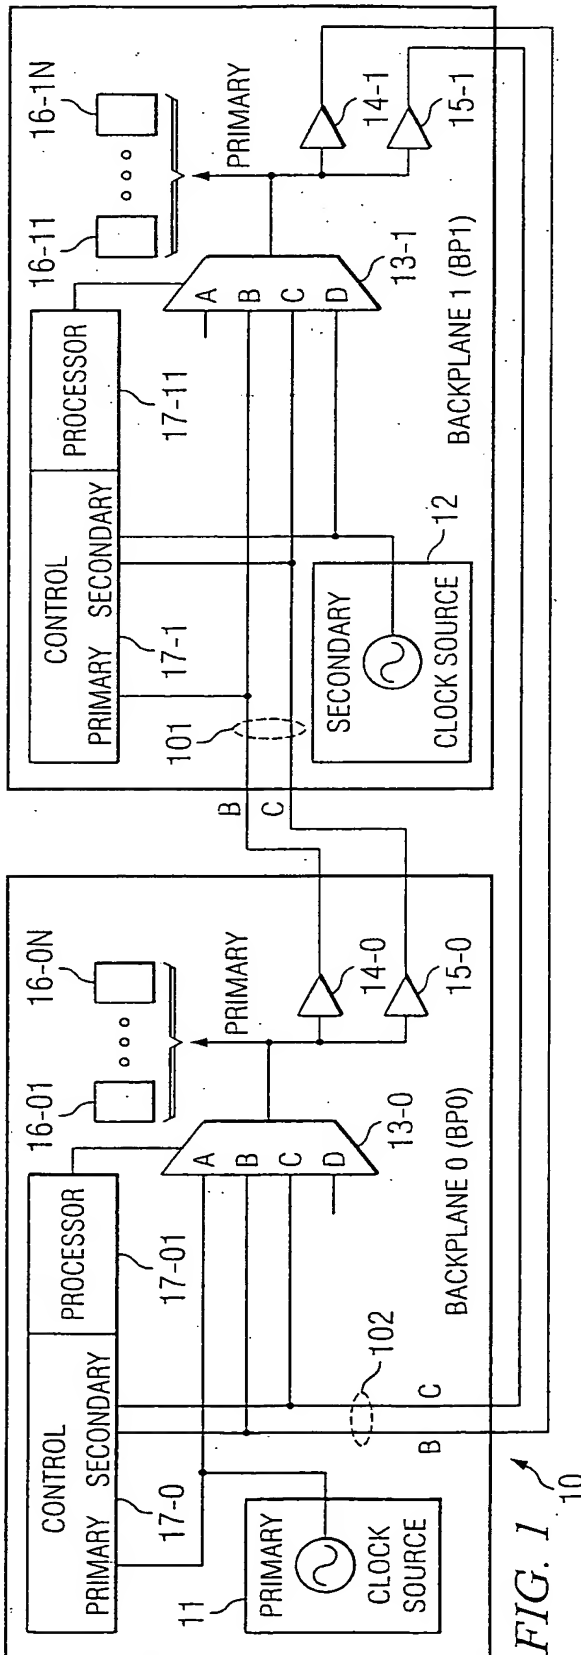 16-01
16-0N
CONTROL
PROCESSOR
PRIMARY SECONDARY
17-0
17-01
PRIMARY
A
B
C
D
13-0
14-0
15-0
11
PRIMARY
CLOCK
SOURCE
102
B
C
BACKPLANE 0 (BP0)
16-11
16-1N
CONTROL
PROCESSOR
PRIMARY SECONDARY
17-1
17-11
PRIMARY
A
B
C
D
13-1
14-1
15-1
101
B
C
SECONDARY
CLOCK SOURCE
12
BACKPLANE 1 (BP1)
FIG. 1
10